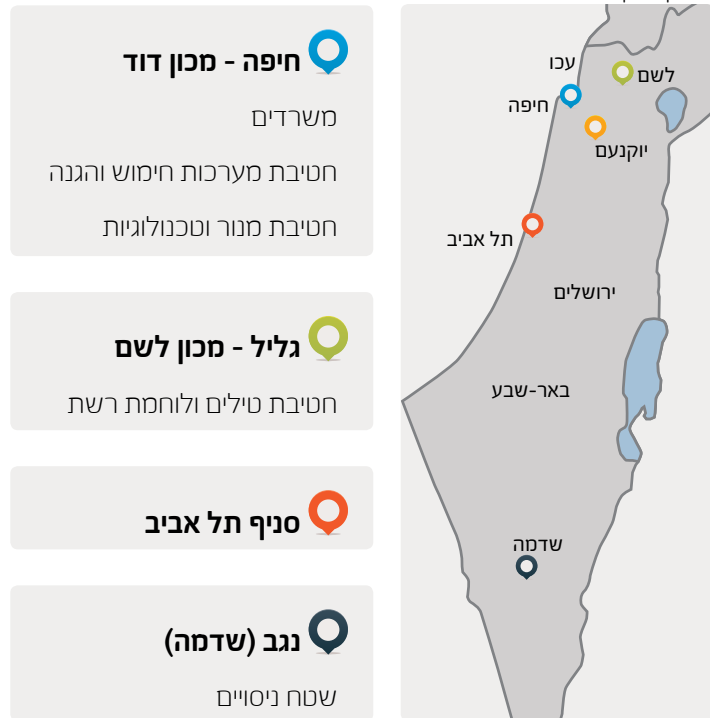 חיפה - מכון דוד
משרדים
חטיבת מערכות חימוש והגנה
חטיבת מנור וטכנולוגיות
גליל - מכון לשם
חטיבת טילים ולוחמת רשת
סניף תל אביב
נגב (שדמה)
שטח ניסויים
עכו
לשם
חיפה
יוקנעם
תל אביב
ירושלים
באר-שבע
שדמה